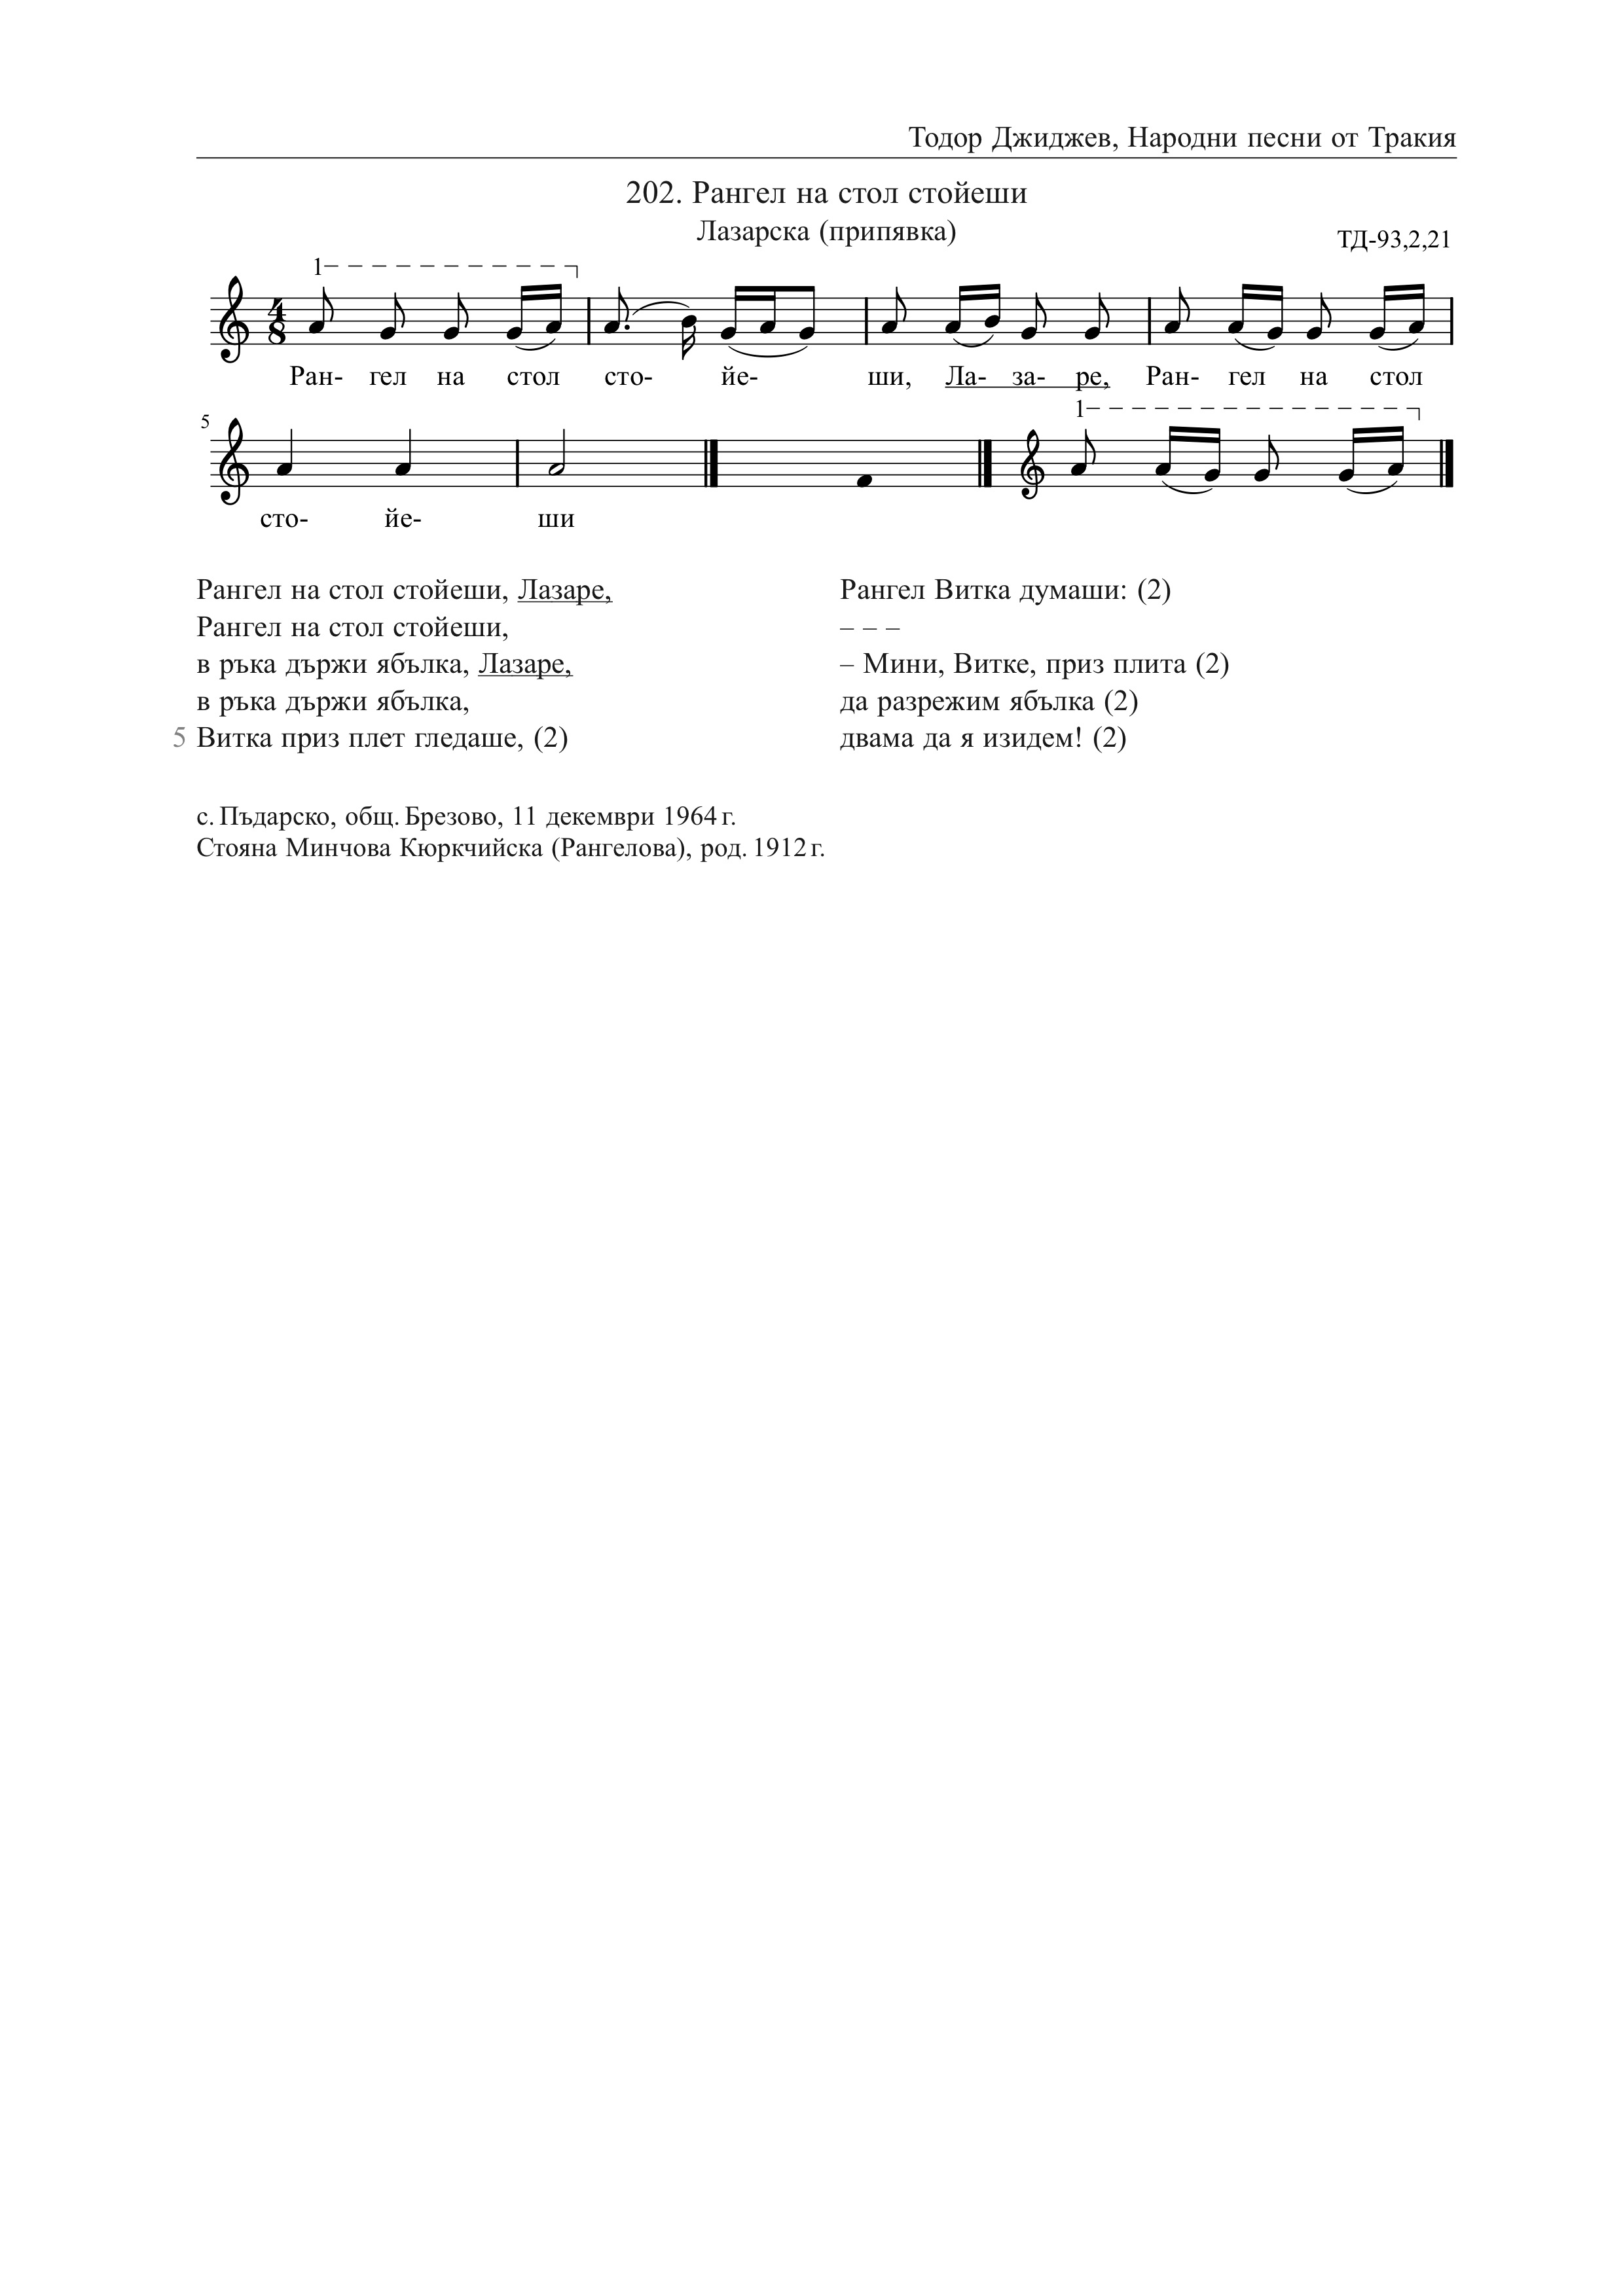 Тодор Джиджев, Народни песни от Тракия
202. Рангел на стол стойеши
Лазарска (припявка)
ТД-93,2,21
1
4
8
Ран- гел на стол сто- йе- ши, Ла- за- ре, Ран- гел на стол
5
1
сто- йе- ши
Рангел на стол стойеши, Лазаре,
Рангел на стол стойеши,
в ръка държи ябълка, Лазаре,
в ръка държи ябълка,
5 Витка приз плет гледаше, (2)
Рангел Витка думаши: (2)
– – –
– Мини, Витке, приз плита (2)
да разрежим ябълка (2)
двама да я изидем! (2)
с. Пъдарско, общ. Брезово, 11 декември 1964 г.
Стояна Минчова Кюркчийска (Рангелова), род. 1912 г.